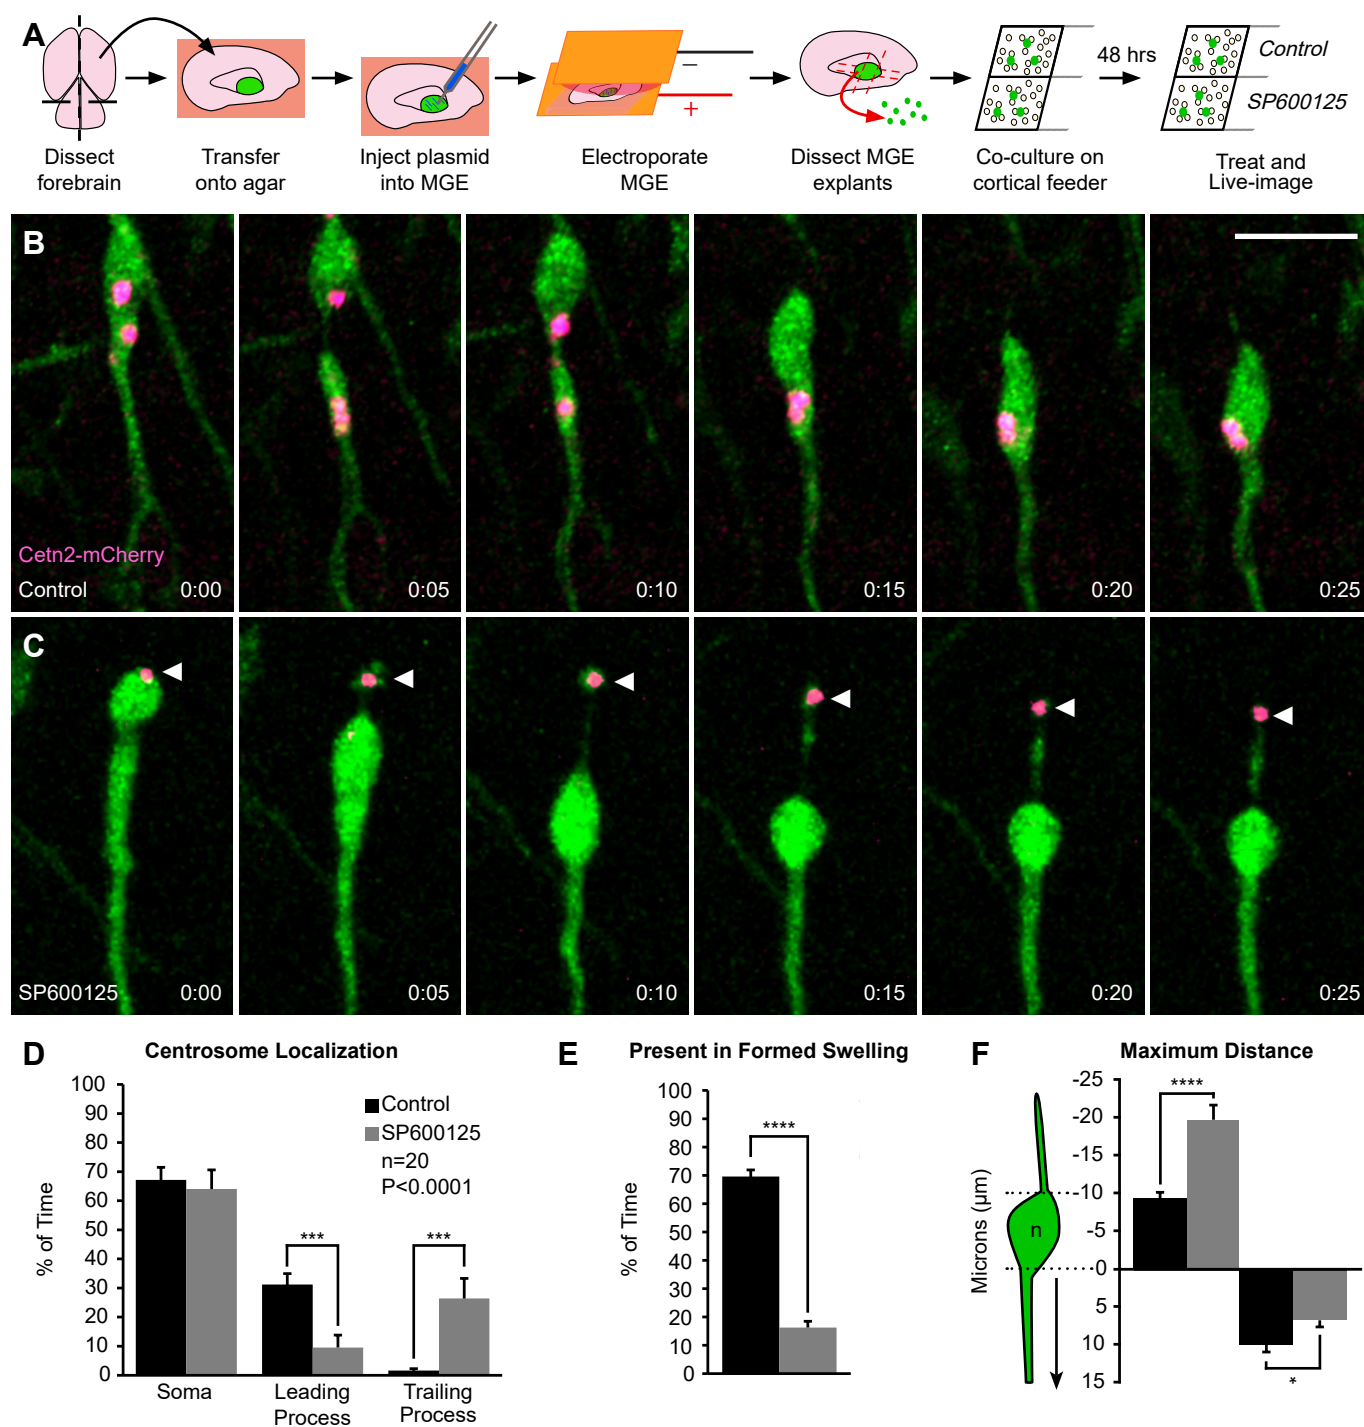 A
−
+
48 hrs
Control
SP600125
Dissect
forebrain
Transfer
onto agar
Inject plasmid
into MGE
Electroporate
MGE
Dissect MGE
explants
Co-culture on
cortical feeder
Treat and
Live-image
B
Cetn2-mCherry
Control
0:00
0:05
0:10
0:15
0:20
0:25
C
SP600125
0:00
0:05
0:10
0:15
0:20
0:25
D
Centrosome Localization
% of Time
100
90
80
70
60
50
40
30
20
10
0
Control
SP600125
n=20
P<0.0001
***
***
Soma
Leading
Process
Trailing
Process
E
Present in Formed Swelling
% of Time
100
90
80
70
60
50
40
30
20
10
0
****
F
Maximum Distance
Microns (µm)
n
-25
-20
-15
-10
-5
0
5
10
15
****
*